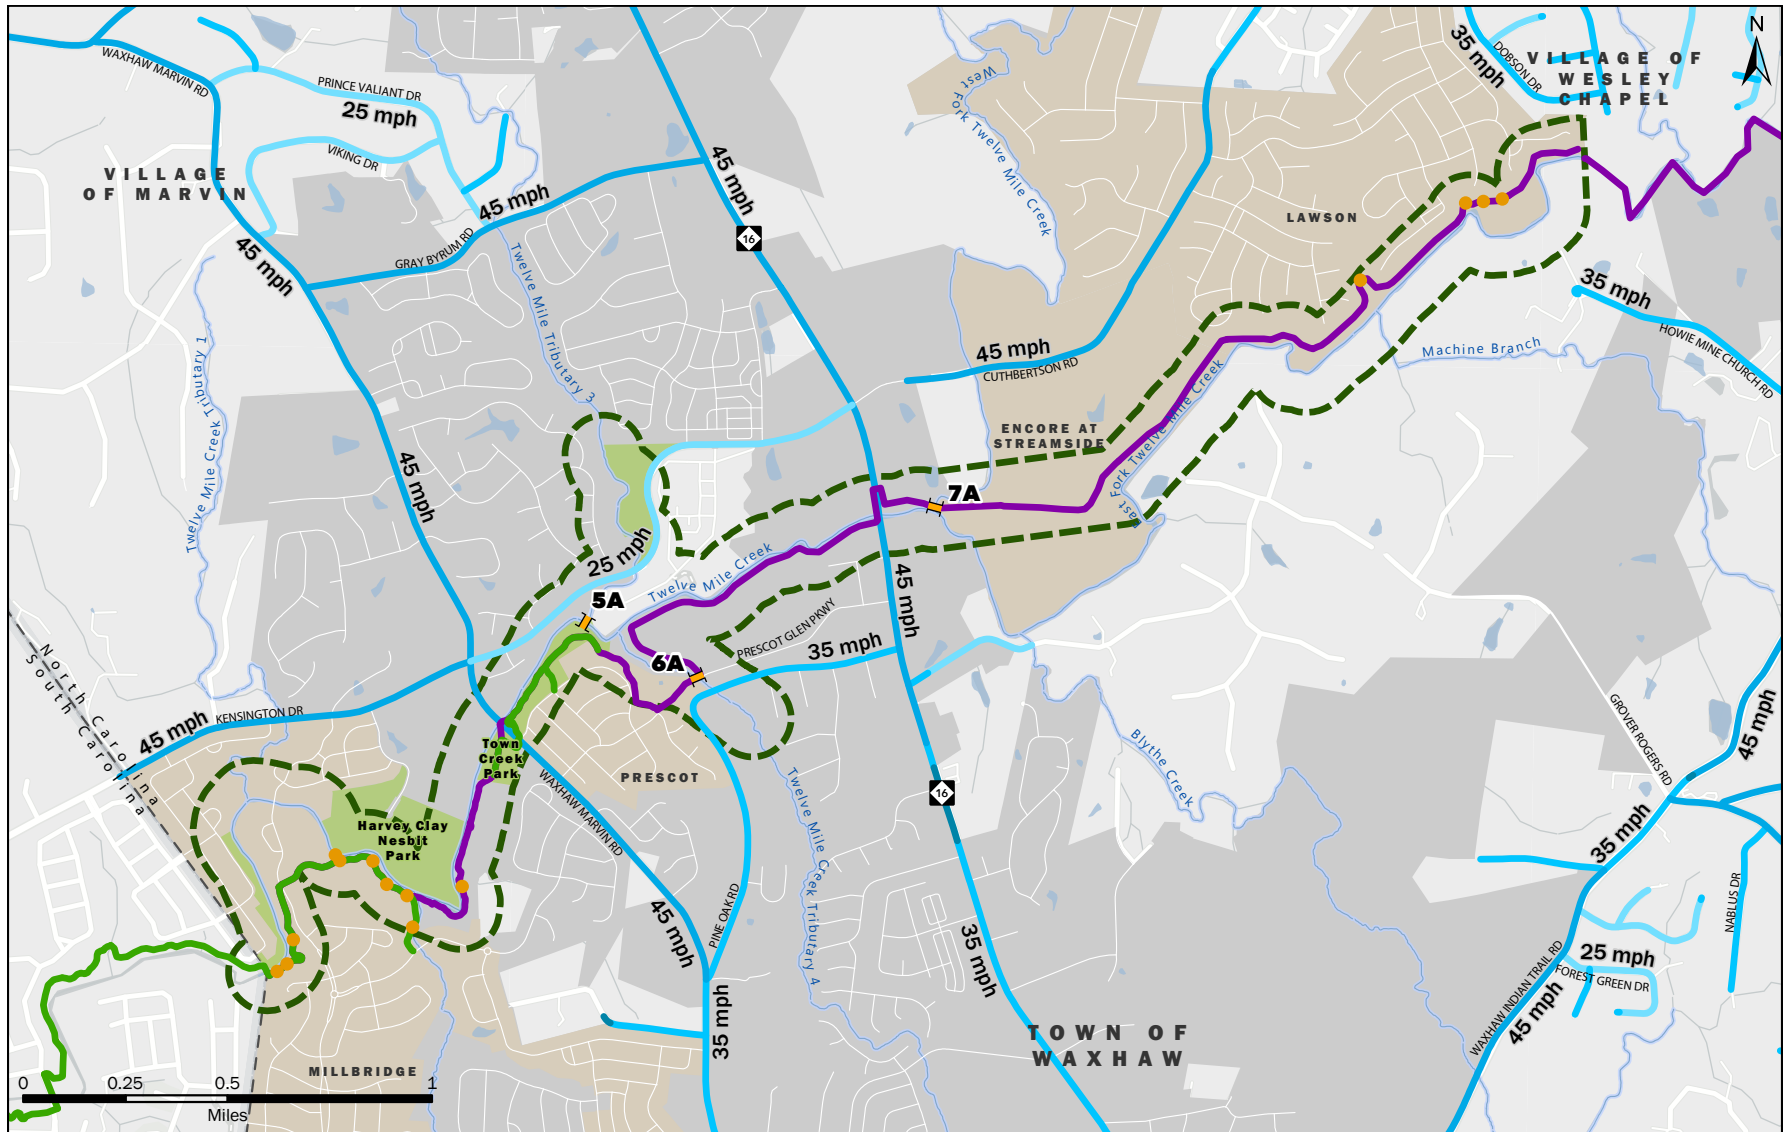 N
VILLAGE OF
WESLEY
CHAPEL
35 mph
DOBSON DR
WAXHAW MARVIN RD
PRINCE VALIANT DR
25 mph
VIKING DR
VILLAGE
OF MARVIN
45 mph
GRAY BYRUM RD
45 mph
45 mph
16
West Fork Twelve Mile Creek
LAWSON
35 mph
HOWIE MINE CHURCH RD
Machine Branch
45 mph
CUTHBERTSON RD
Twelve Mile Tributary 3
Twelve Mile Creek Tributary 1
45 mph
ENCORE AT
STREAMSIDE
East Fork Twelve Mile Creek
7A
25 mph
5A
Twelve Mile Creek
45 mph
PRESCOT GLEN PKWY
35 mph
6A
North Carolina
South Carolina
45 mph
KENSINGTON DR
Town
Creek
Park
PRESCOT
WAXHAW MARVIN RD
16
Blythe Creek
GROVER ROGERS RD
45 mph
Harvey Clay
Nesbit
Park
Twelve Mile Creek Tributary 4
35 mph
PINE OAK RD
45 mph
35 mph
NABLUS DR
25 mph
FOREST GREEN DR
WAXHAW INDIAN TRAIL RD
45 mph
35 mph
TOWN OF
WAXHAW
MILLBRIDGE
0 0.25 0.5 1
Miles